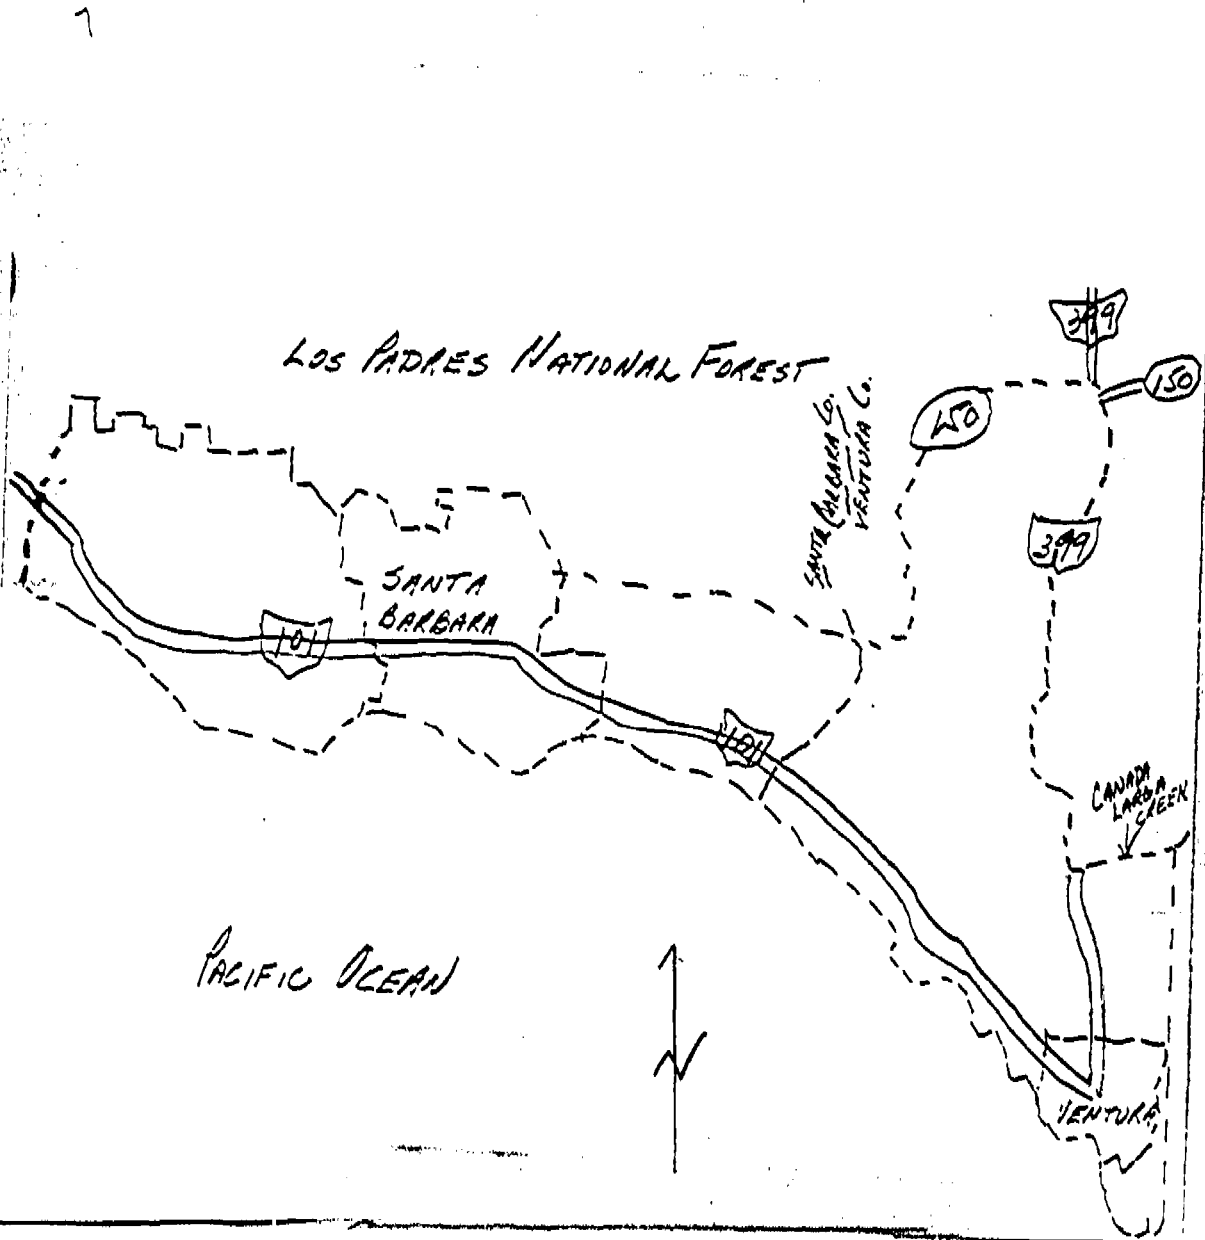 399
150
LOS PADRES NATIONAL FOREST
SANTA BARBARA Co.
VENTURA Co.
150
399
SANTA
BARBARA
101
101
CANADA
LARGA
CREEK
PACIFIC OCEAN
N
VENTURA